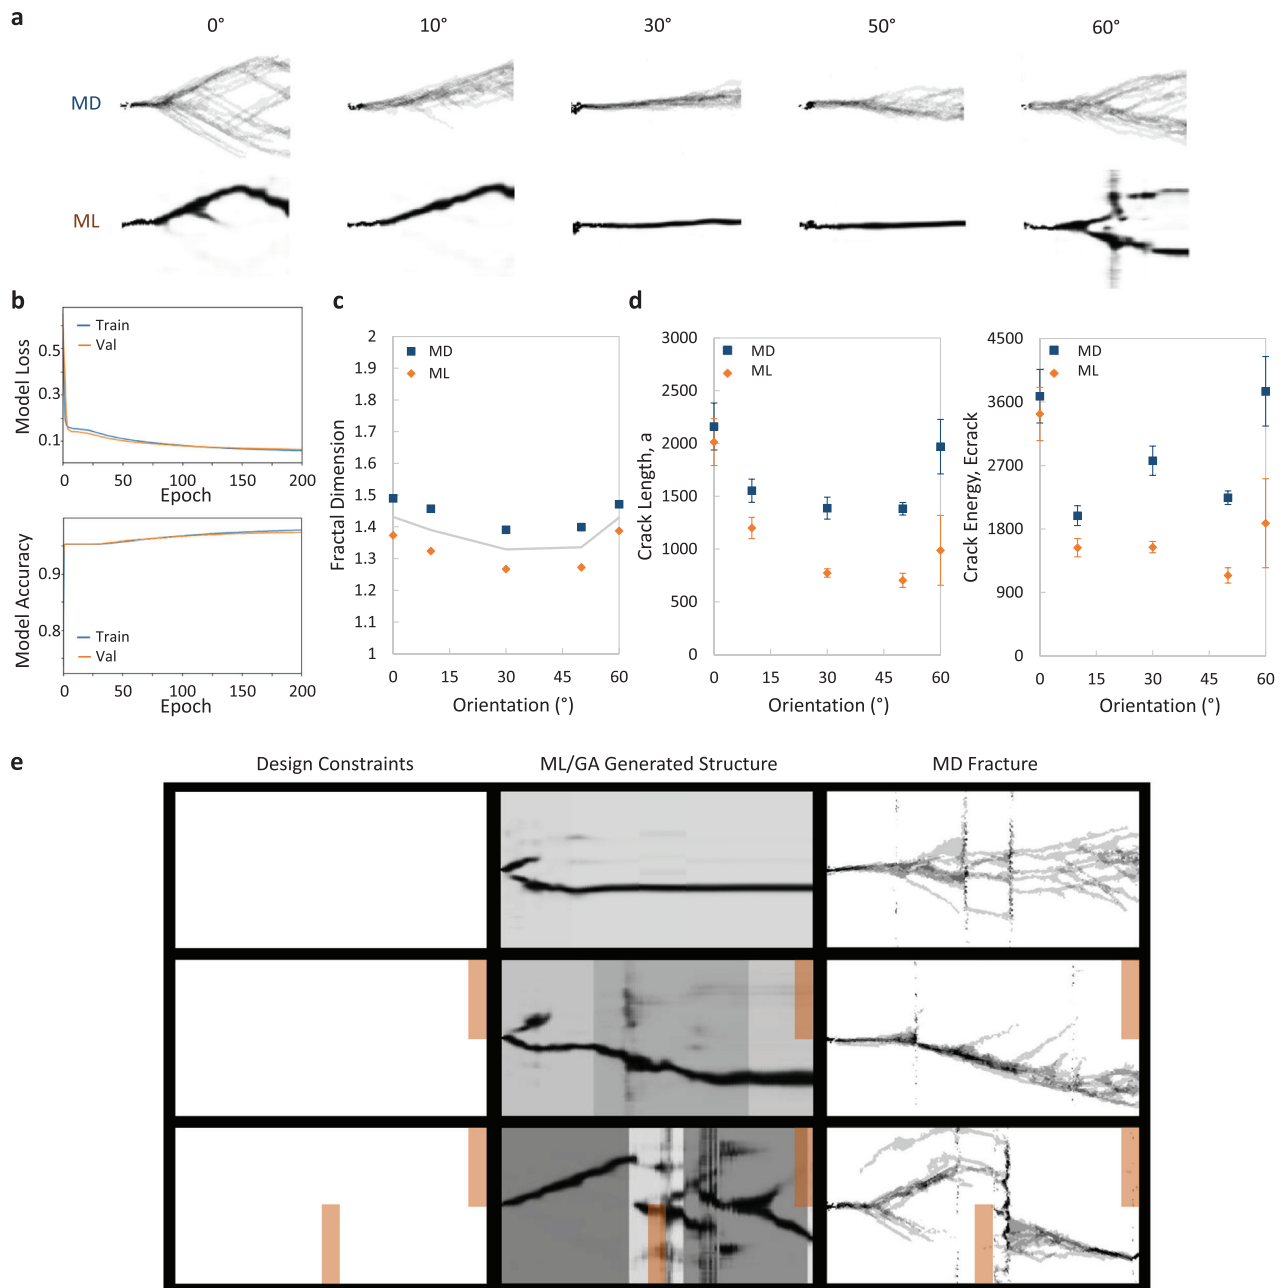 a
0° 10° 30° 50° 60°
MD
ML
b
Model Loss
0.5
0.3
0.1
Train
Val
0 50 100 150 200
Epoch
Model Accuracy
0.9
0.8
Train
Val
0 50 100 150 200
Epoch
c
Fractal Dimension
2
1.9
1.8
1.7
1.6
1.5
1.4
1.3
1.2
1.1
1
MD
ML
0 15 30 45 60
Orientation (°)
d
Crack Length, a
3000
2500
2000
1500
1000
500
0
MD
ML
0 15 30 45 60
Orientation (°)
Crack Energy, Ecrack
4500
3600
2700
1800
900
0
MD
ML
0 15 30 45 60
Orientation (°)
e
Design Constraints ML/GA Generated Structure MD Fracture